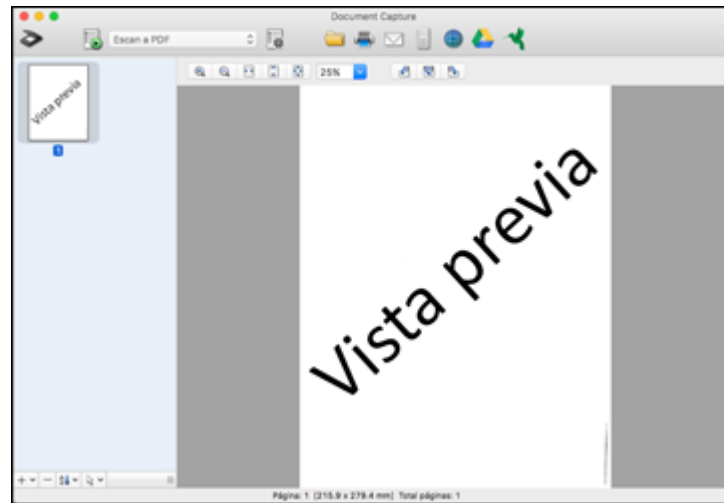 Document Capture
Escan a PDF
25%
Vista previa
1
Vista previa
Página: 1 (215.9 x 279.4 mm) Total páginas: 1